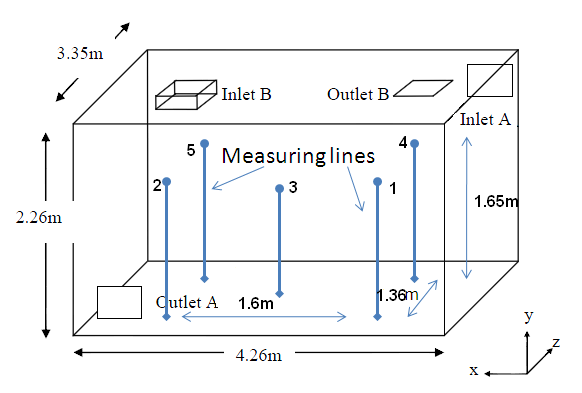 3.35m
Inlet B
Outlet B
Inlet A
5
Measuring lines
4
2
3
1
1.65m
2.26m
Outlet A
1.6m
1.36m
4.26m
y
z
x